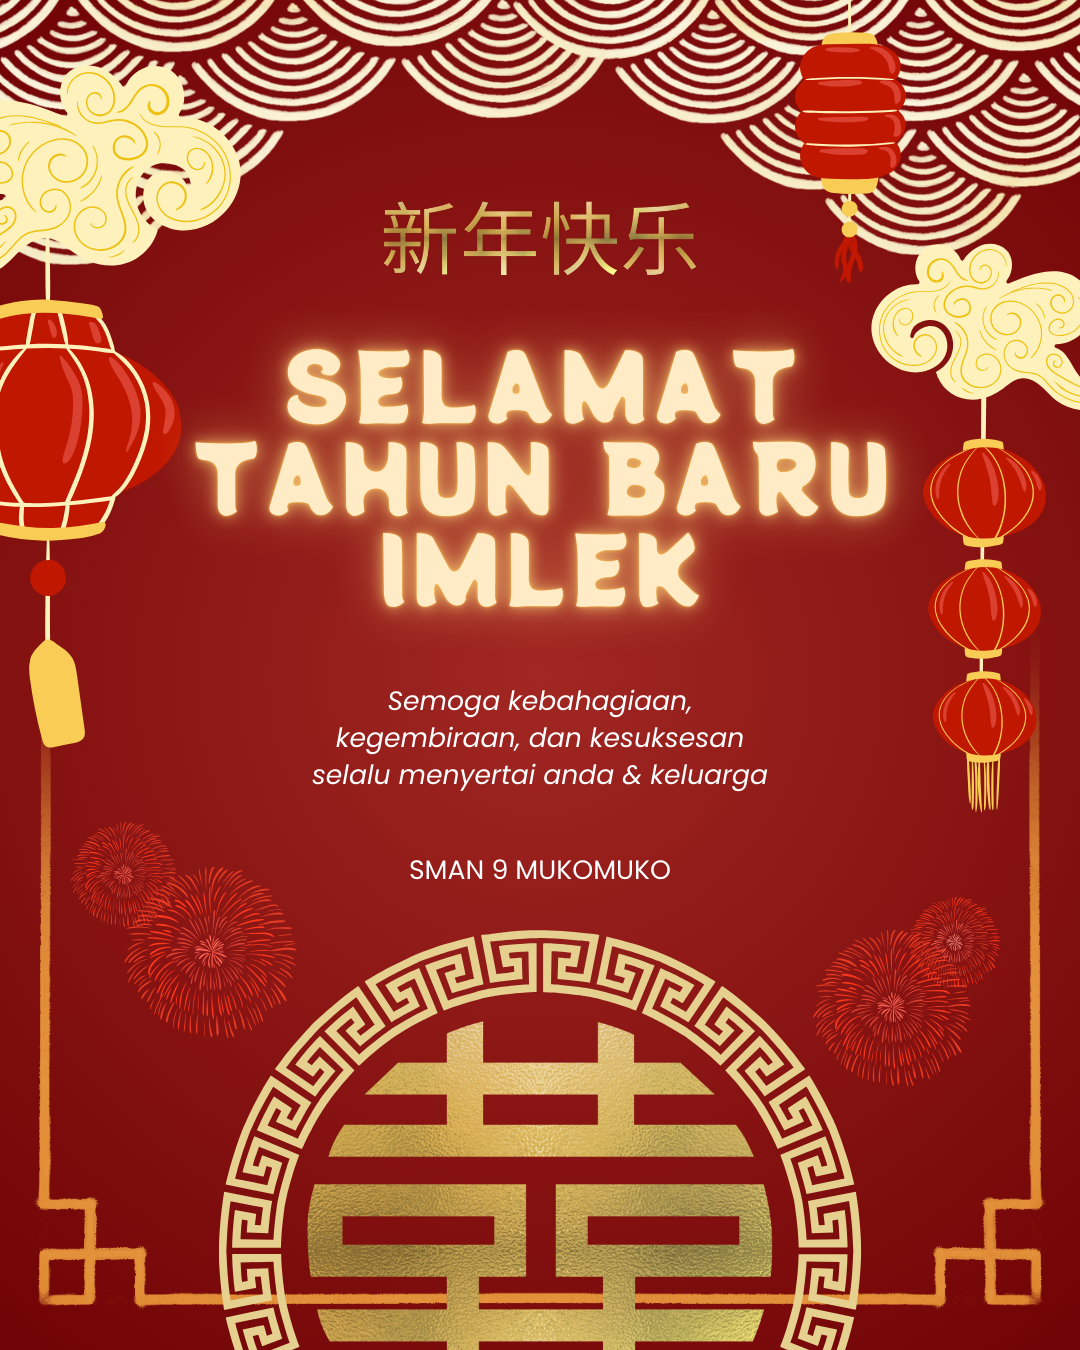 新年快乐
SELAMAT
TAHUN BARU
IMLEK
Semoga kebahagiaan,
kegembiraan, dan kesuksesan
selalu menyertai anda & keluarga
SMAN 9 MUKOMUKO
囍